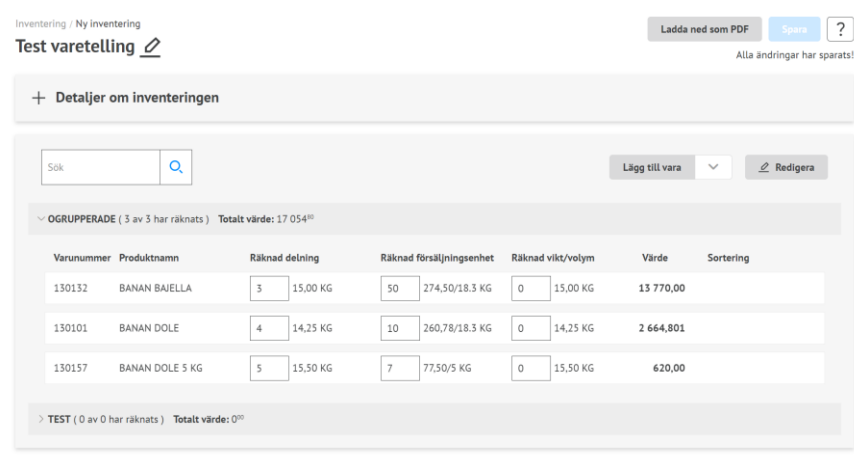 Inventering / Ny inventering
Test varetelling
Ladda ned som PDF
Spara
?
Alla ändringar har sparats!
Detaljer om inventeringen
Sök
Lägg till vara
Redigera
OGRUPPERADE ( 3 av 3 har räknats ) Totalt värde: 17 054⁸⁰
Varunummer Produktnamn Räknad delning Räknad försäljningsenhet Räknad vikt/volym Värde Sortering
130132 BANAN BAJELLA 3 15,00 KG 50 274,50/18.3 KG 0 15,00 KG 13 770,00
130101 BANAN DOLE 4 14,25 KG 10 260,78/18.3 KG 0 14,25 KG 2 664,801
130157 BANAN DOLE 5 KG 5 15,50 KG 7 77,50/5 KG 0 15,50 KG 620,00
TEST ( 0 av 0 har räknats ) Totalt värde: 0⁰⁰